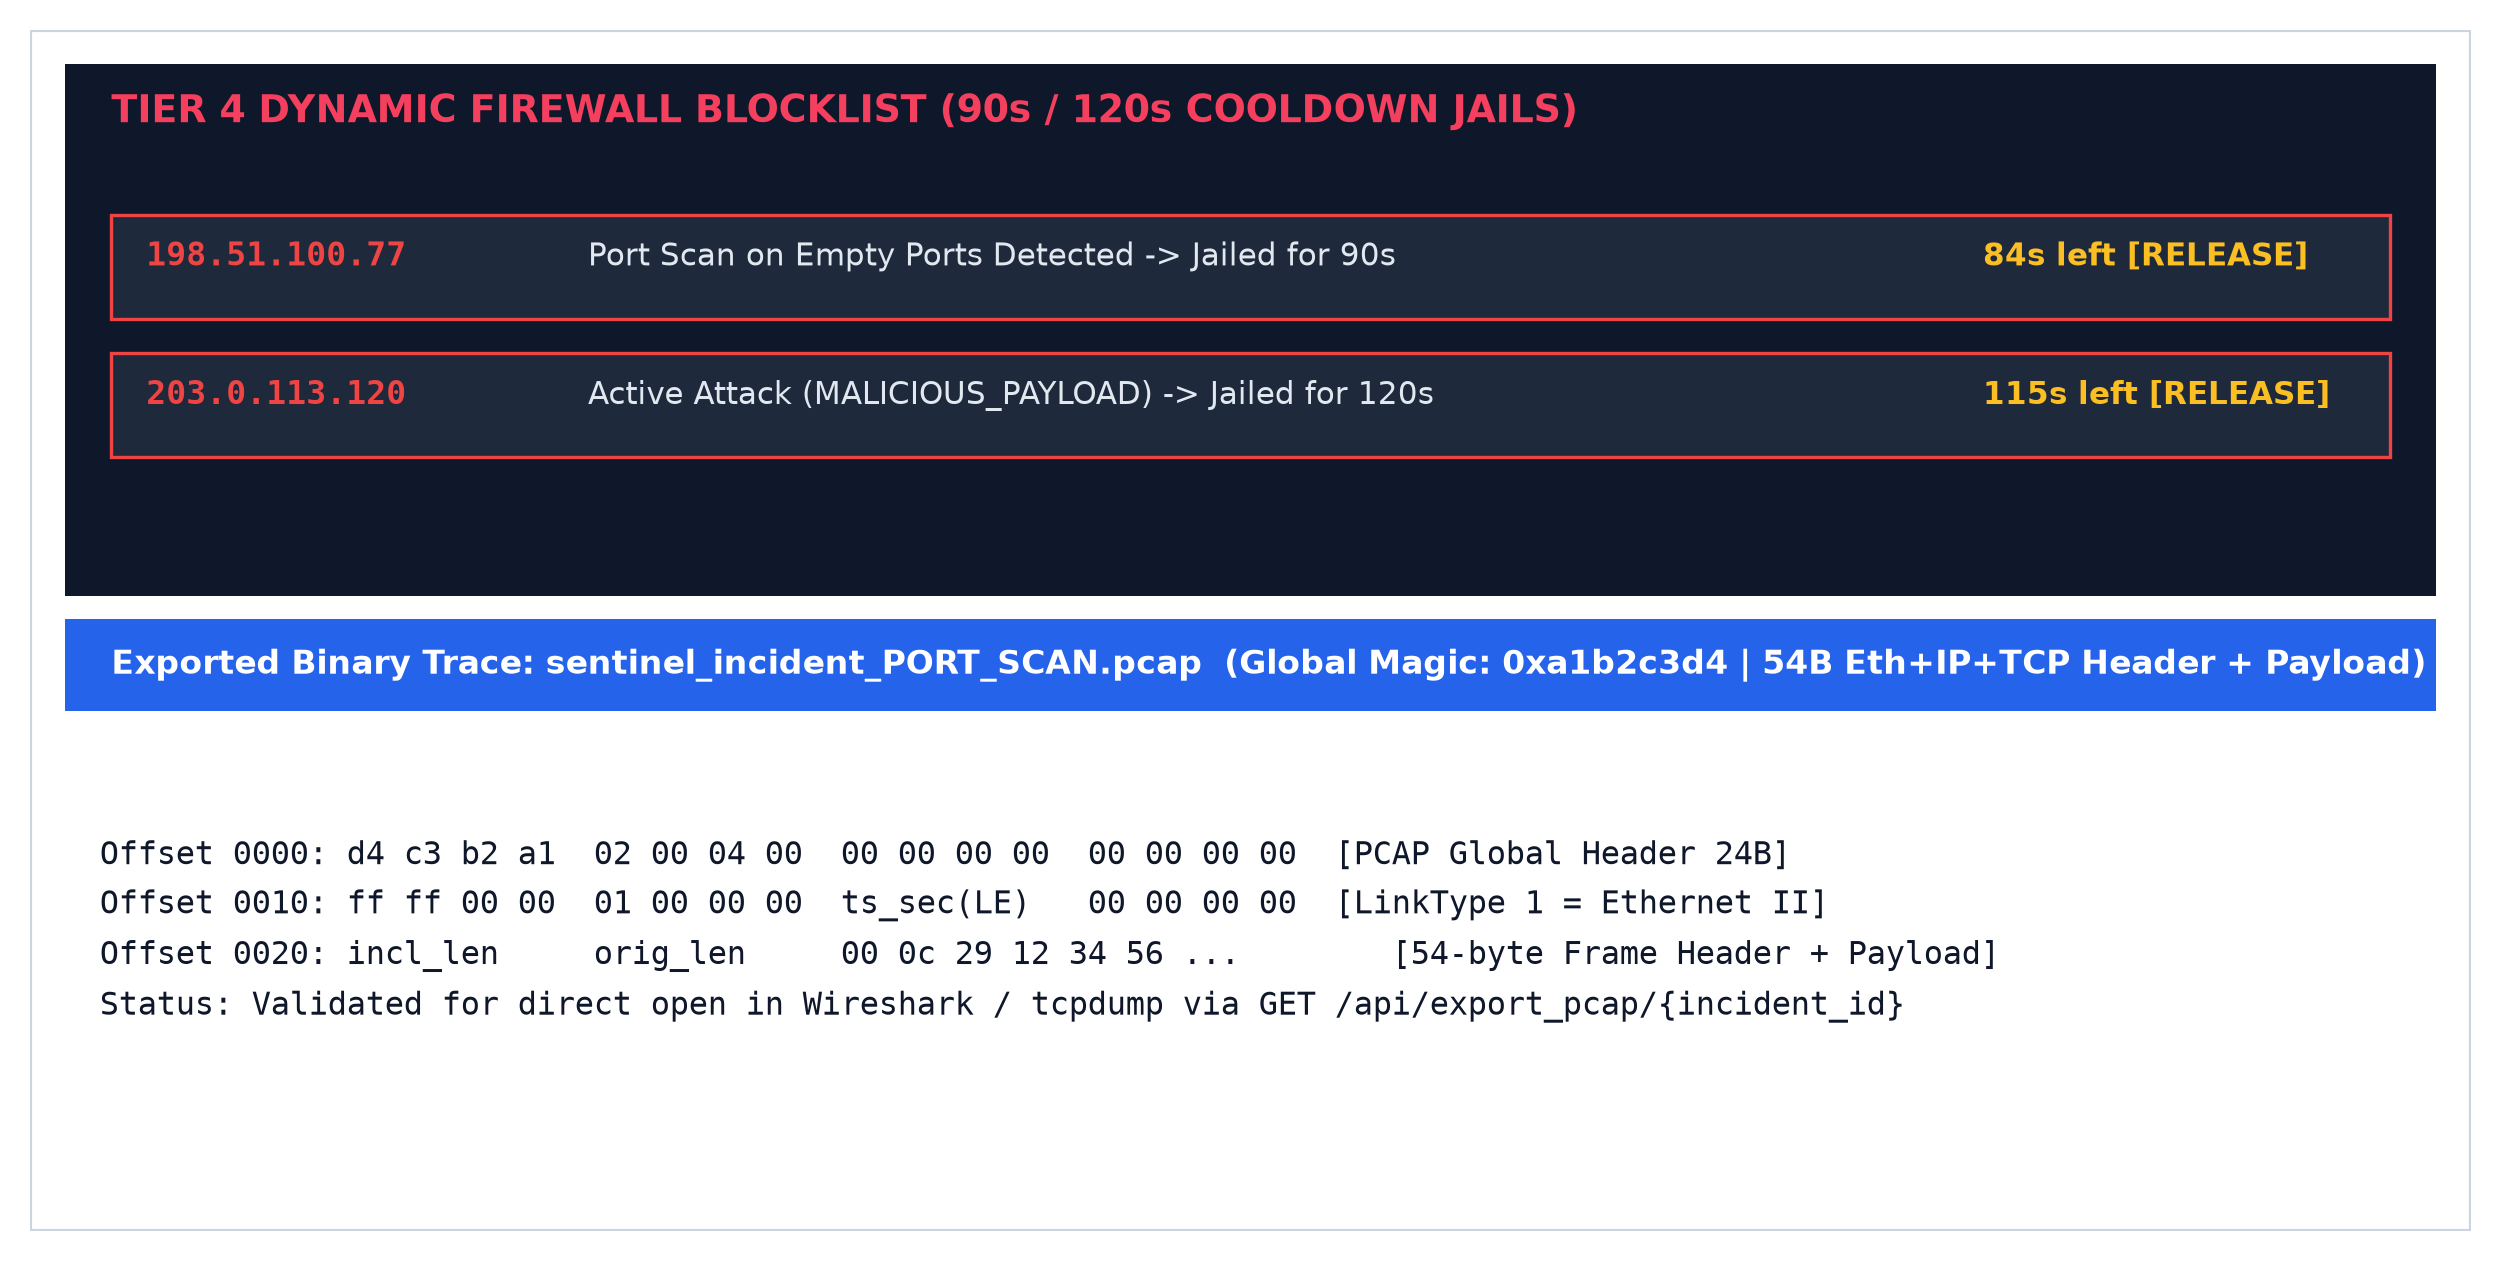 TIER 4 DYNAMIC FIREWALL BLOCKLIST (90s / 120s COOLDOWN JAILS)
198.51.100.77 Port Scan on Empty Ports Detected -> Jailed for 90s 84s left [RELEASE]
203.0.113.120 Active Attack (MALICIOUS_PAYLOAD) -> Jailed for 120s 115s left [RELEASE]
Exported Binary Trace: sentinel_incident_PORT_SCAN.pcap (Global Magic: 0xa1b2c3d4 | 54B Eth+IP+TCP Header + Payload)
Offset 0000: d4 c3 b2 a1 02 00 04 00 00 00 00 00 00 00 00 00 [PCAP Global Header 24B]
Offset 0010: ff ff 00 00 01 00 00 00 ts_sec(LE) 00 00 00 00 [LinkType 1 = Ethernet II]
Offset 0020: incl_len orig_len 00 0c 29 12 34 56 ... [54-byte Frame Header + Payload]
Status: Validated for direct open in Wireshark / tcpdump via GET /api/export_pcap/{incident_id}